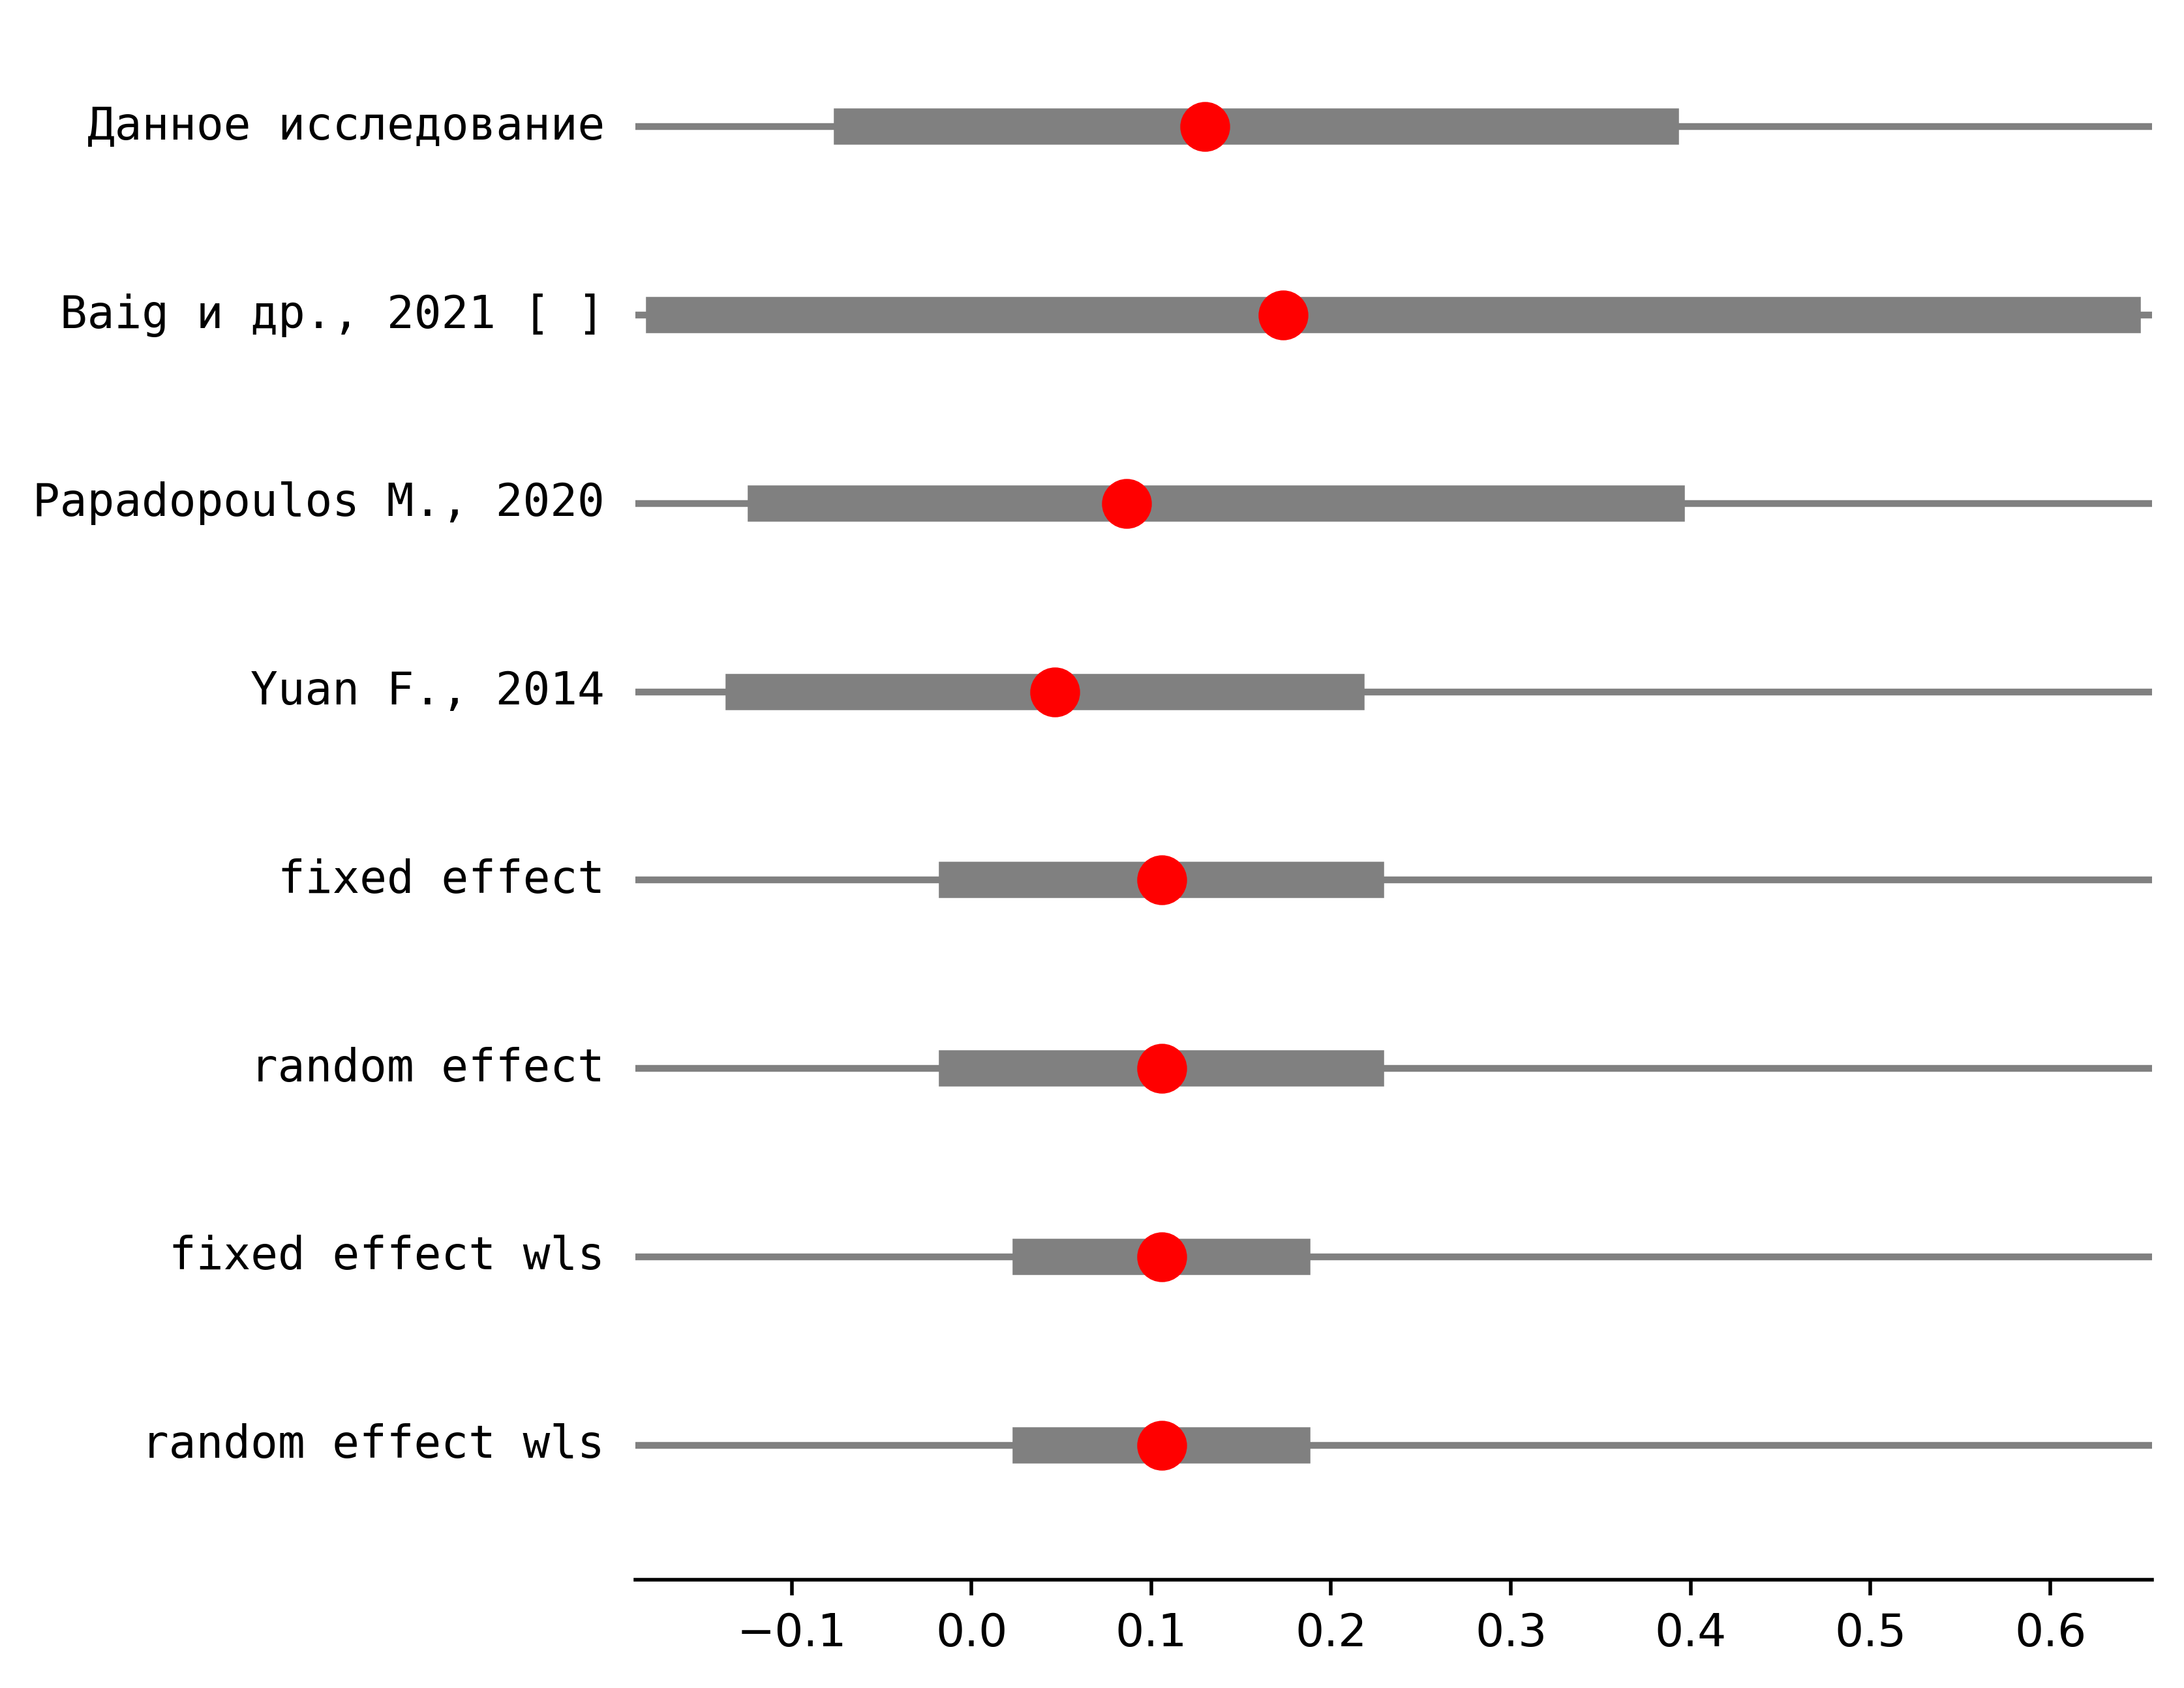 Данное исследование
Baig и др., 2021 [ ]
Papadopoulos M., 2020
Yuan F., 2014
fixed effect
random effect
fixed effect wls
random effect wls
−0.1 0.0 0.1 0.2 0.3 0.4 0.5 0.6